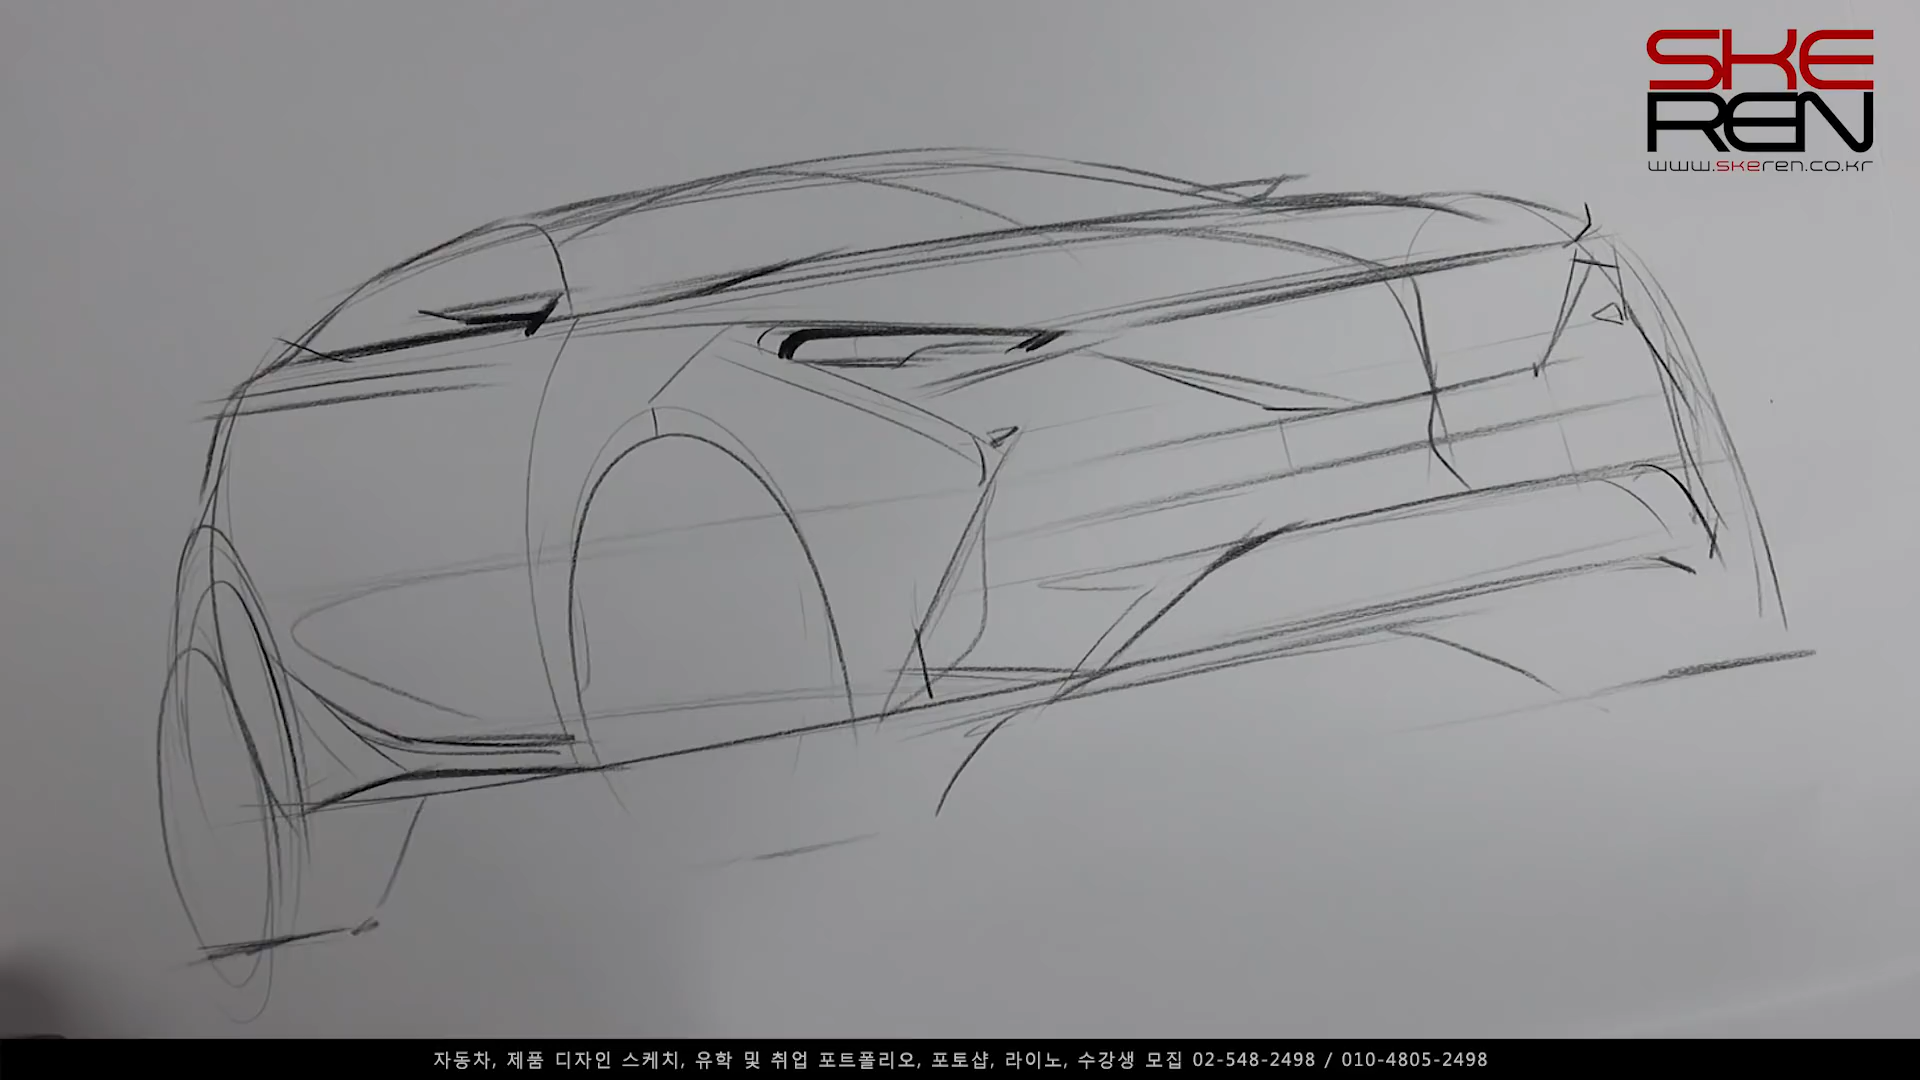 SKE
REN
www.skeren.co.kr
자동차, 제품 디자인 스케치, 유학 및 취업 포트폴리오, 포토샵, 라이노, 수강생 모집 02-548-2498 / 010-4805-2498